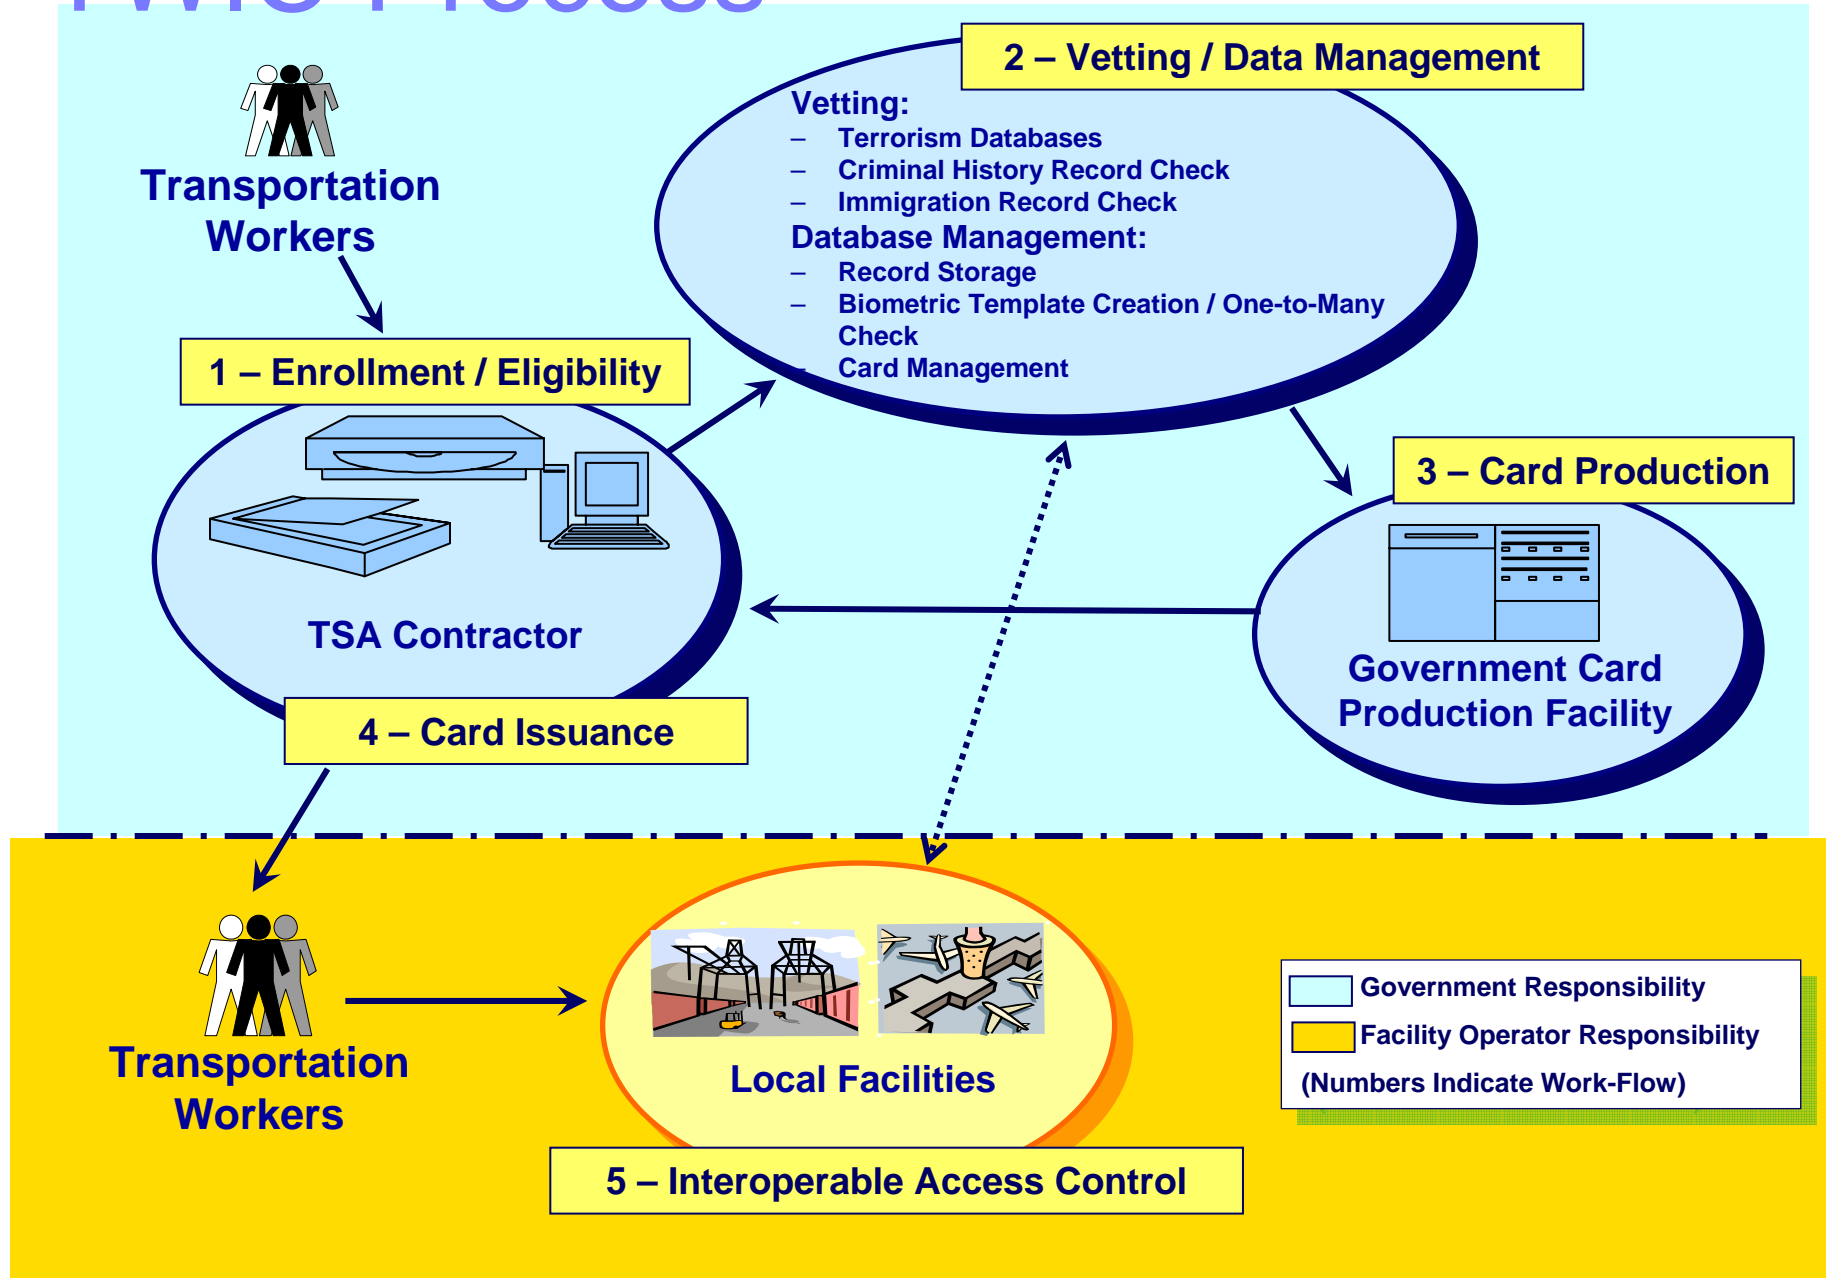 TWIC Process
2 – Vetting / Data Management
Vetting:
– Terrorism Databases
– Criminal History Record Check
– Immigration Record Check
Database Management:
– Record Storage
– Biometric Template Creation / One-to-Many
Check
– Card Management
Transportation
Workers
1 – Enrollment / Eligibility
TSA Contractor
3 – Card Production
Government Card
Production Facility
4 – Card Issuance
Transportation
Workers
Local Facilities
5 – Interoperable Access Control
Government Responsibility
Facility Operator Responsibility
(Numbers Indicate Work-Flow)